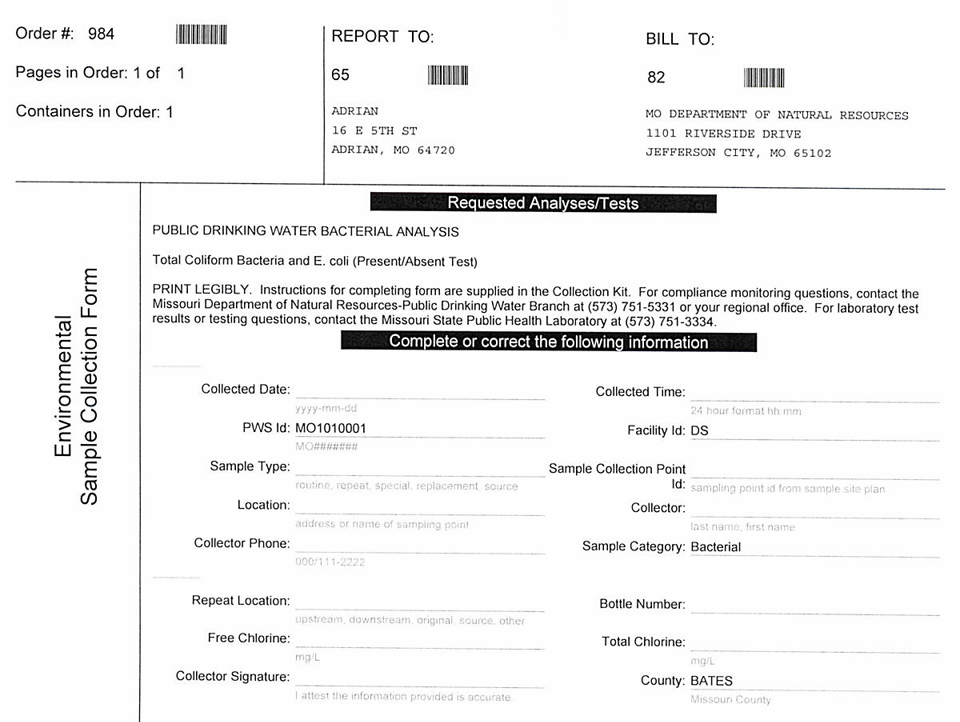 Order #: 984
Pages in Order: 1 of 1
Containers in Order: 1
REPORT TO:
65
ADRIAN
16 E 5TH ST
ADRIAN, MO 64720
BILL TO:
82
MO DEPARTMENT OF NATURAL RESOURCES
1101 RIVERSIDE DRIVE
JEFFERSON CITY, MO 65102
Environmental
Sample Collection Form
Requested Analyses/Tests
PUBLIC DRINKING WATER BACTERIAL ANALYSIS
Total Coliform Bacteria and E. coli (Present/Absent Test)
PRINT LEGIBLY. Instructions for completing form are supplied in the Collection Kit. For compliance monitoring questions, contact the
Missouri Department of Natural Resources-Public Drinking Water Branch at (573) 751-5331 or your regional office. For laboratory test
results or testing questions, contact the Missouri State Public Health Laboratory at (573) 751-3334.
Complete or correct the following information
Collected Date:
yyyy-mm-dd
Collected Time:
24 hour format hh:mm
PWS Id: MO1010001
MO#######
Facility Id: DS
Sample Type:
routine, repeat, special, replacement, source
Sample Collection Point
Id:
sampling point id from sample site plan
Location:
address or name of sampling point
Collector:
last name, first name
Collector Phone:
000/111-2222
Sample Category: Bacterial
Repeat Location:
upstream, downstream, original, source, other
Bottle Number:
Free Chlorine:
mg/L
Total Chlorine:
mg/L
Collector Signature:
I attest the information provided is accurate.
County: BATES
Missouri County